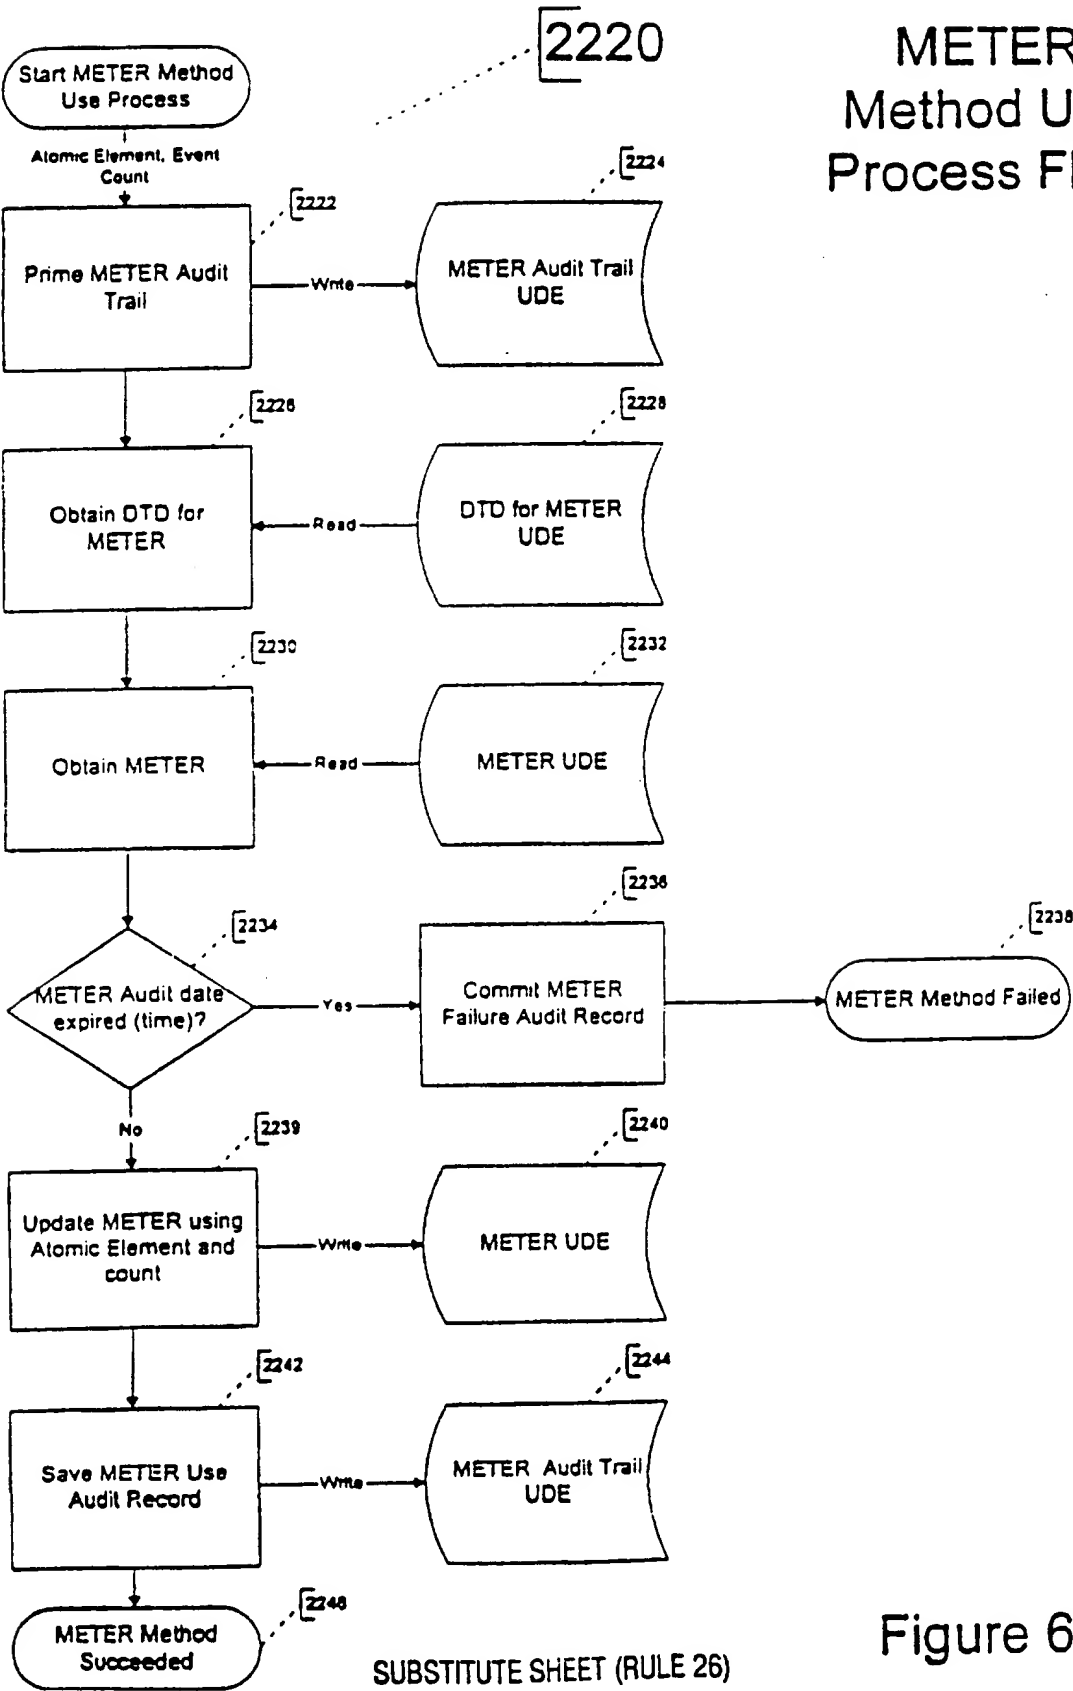 2220
METER
Method U
Process Fl
Start METER Method
Use Process
Atomic Element, Event
Count
2222
2224
Prime METER Audit
Trail
Write
METER Audit Trail
UDE
2226
2228
Obtain DTD for
METER
Read
DTD for METER
UDE
2230
2232
Obtain METER
Read
METER UDE
2234
2236
2238
METER Audit date
expired (time)?
Yes
Commit METER
Failure Audit Record
METER Method Failed
No
2239
2240
Update METER using
Atomic Element and
count
Write
METER UDE
2242
2244
Save METER Use
Audit Record
Write
METER Audit Trail
UDE
2246
METER Method
Succeeded
SUBSTITUTE SHEET (RULE 26)
Figure 6